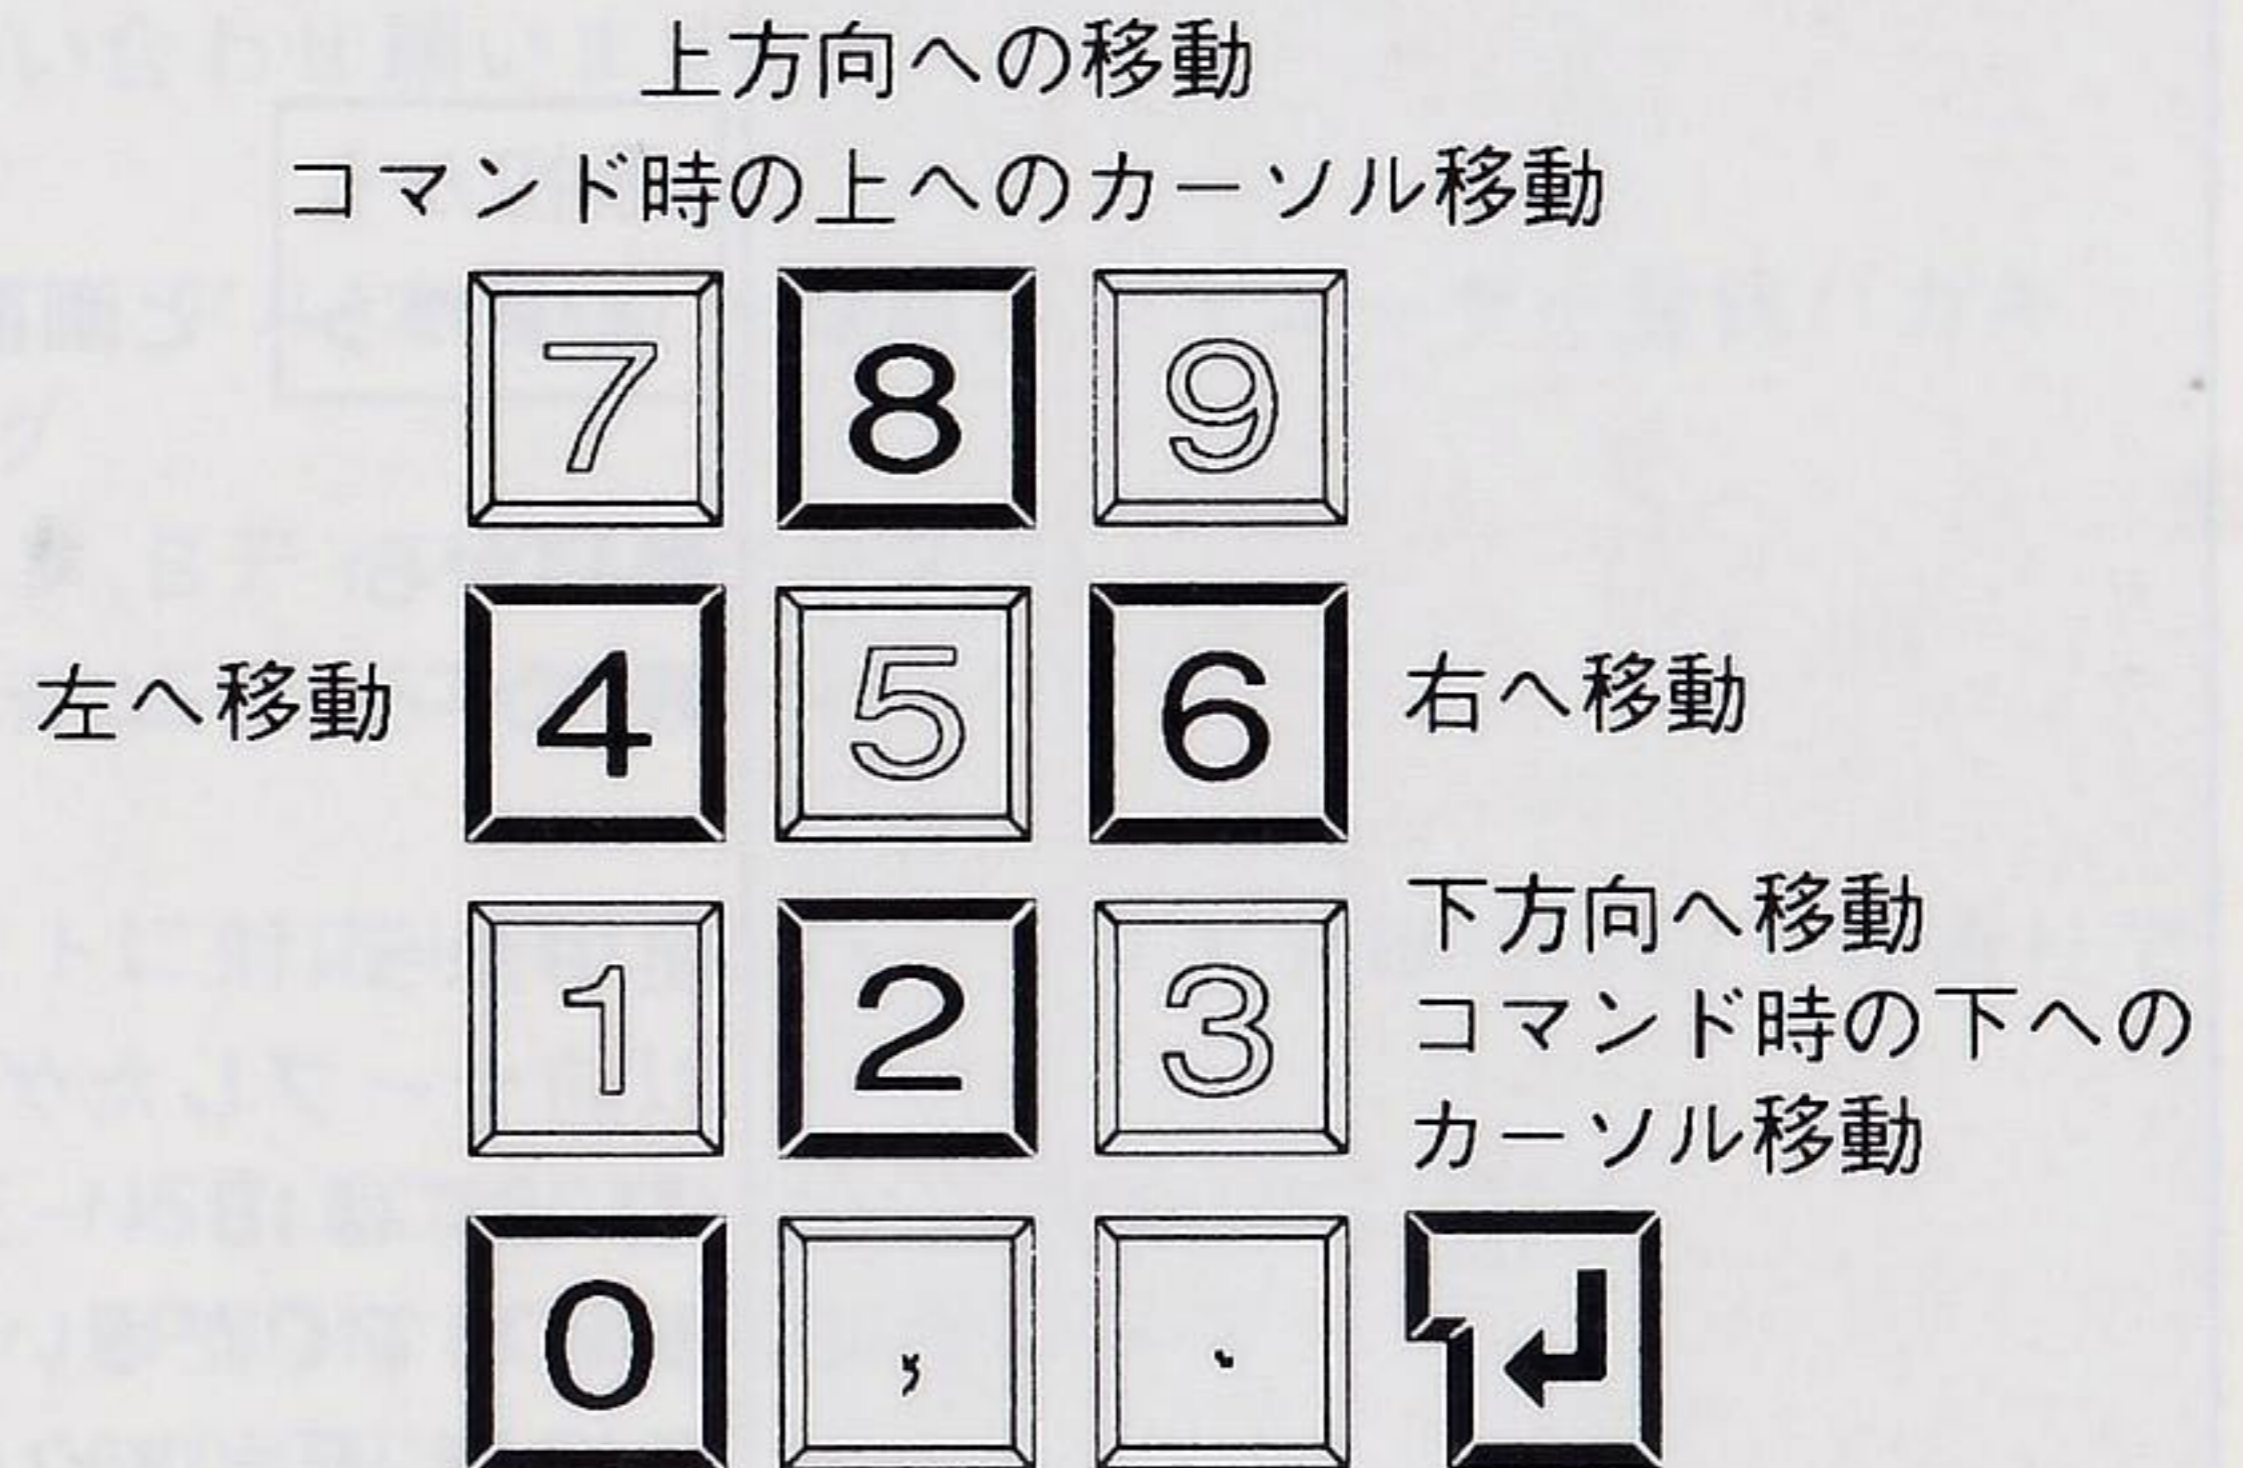 上方向への移動
コマンド時の上へのカーソル移動
7 8 9
左へ移動 4 5 6 右へ移動
1 2 3
下方向へ移動
コマンド時の下への
カーソル移動
0 , . ↵